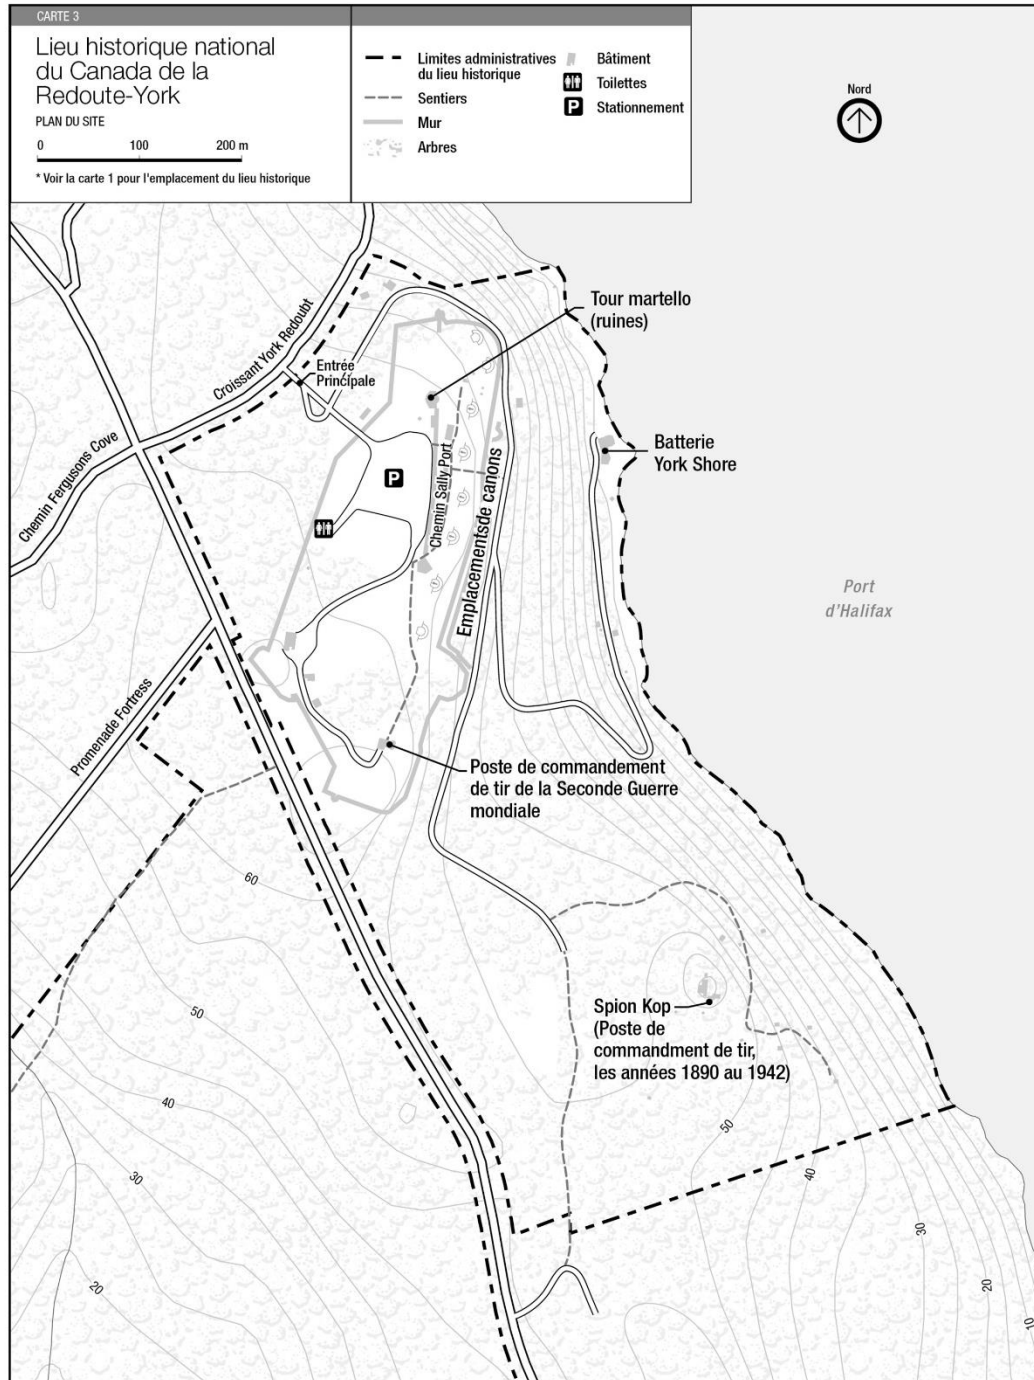 CARTE 3
Lieu historique national
du Canada de la
Redoute-York
PLAN DU SITE
0 100 200 m
* Voir la carte 1 pour l'emplacement du lieu historique
Limites administratives
du lieu historique
Sentiers
Mur
Arbres
Bâtiment
Toilettes
P Stationnement
Nord
Tour martello
(ruines)
Croissant York Redoubt
Entrée
Principale
Chemin Fergusons Cove
P
Chemin Sally Port
Emplacementsde canons
Batterie
York Shore
Port
d'Halifax
Promenade Fortress
Poste de commandement
de tir de la Seconde Guerre
mondiale
60
50
40
30
20
Spion Kop
(Poste de
commandment de tir,
les années 1890 au 1942)
50
40
30
20
10